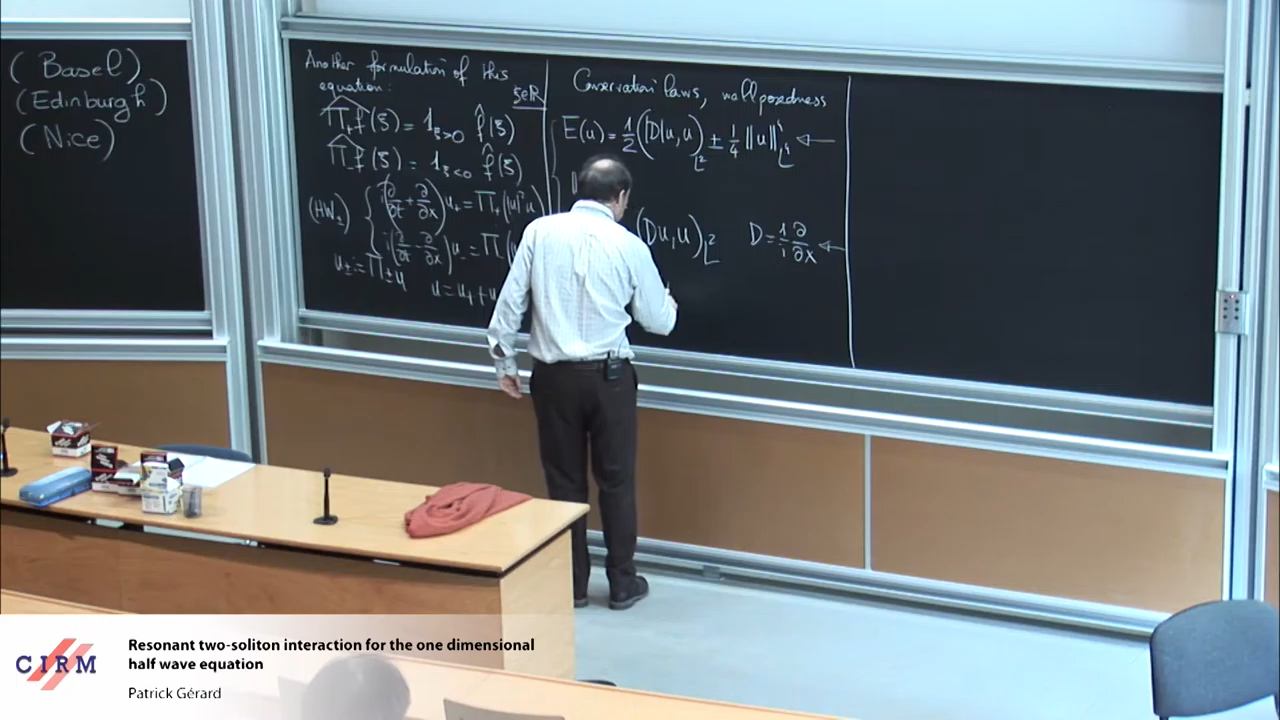 (Basel)
(Edinburgh)
(Nice)
Another formulation of this
equation:
ξ∈ℝ
Π₊f(ξ) = 1_{ξ>0} f̂(ξ)
Π₋f(ξ) = 1_{ξ<0} f̂(ξ)
(HW±) { i(∂/∂t + ∂/∂x)u₊ = Π₊(|u|²u)
i(∂/∂t - ∂/∂x)u₋ = Π
u± := Π±u
u = u₊ + u
Conservation laws, wellposedness
E(u) = ½(|D|u,u)_{L²} ± ¼ ‖u‖⁴_{L⁴} ←
(Du,u)_{L²} D = 1/i ∂/∂x ←
CIRM
Resonant two-soliton interaction for the one dimensional
half wave equation
Patrick Gérard